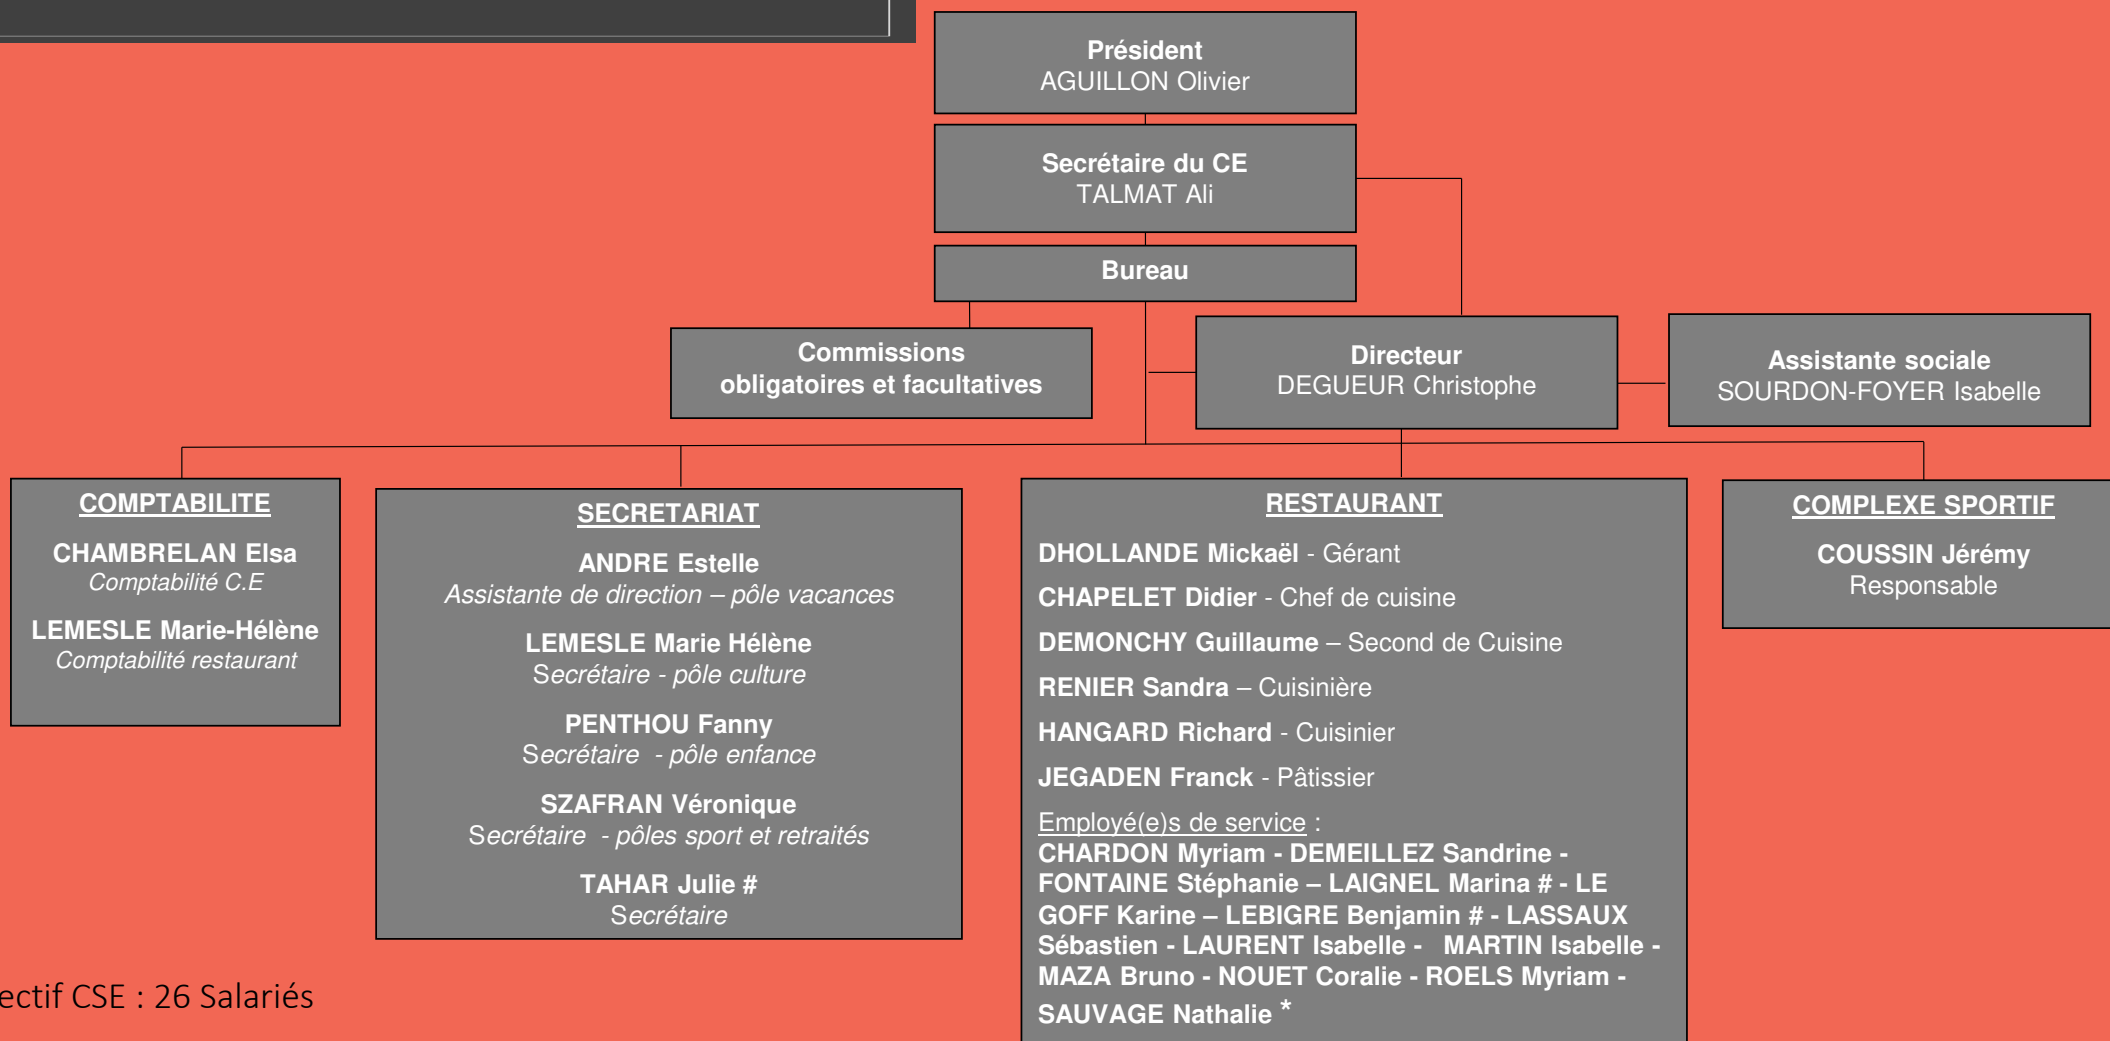 Président
AGUILLON Olivier
Secrétaire du CE
TALMAT Ali
Bureau
Commissions
obligatoires et facultatives
Directeur
DEGUEUR Christophe
Assistante sociale
SOURDON-FOYER Isabelle
COMPTABILITE
CHAMBRELAN Elsa
Comptabilité C.E
LEMESLE Marie-Hélène
Comptabilité restaurant
SECRETARIAT
ANDRE Estelle
Assistante de direction – pôle vacances
LEMESLE Marie Hélène
Secrétaire - pôle culture
PENTHOU Fanny
Secrétaire  - pôle enfance
SZAFRAN Véronique
Secrétaire  - pôles sport et retraités
TAHAR Julie #
Secrétaire
RESTAURANT
DHOLLANDE Mickaël - Gérant
CHAPELET Didier - Chef de cuisine
DEMONCHY Guillaume – Second de Cuisine
RENIER Sandra – Cuisinière
HANGARD Richard - Cuisinier
JEGADEN Franck - Pâtissier
Employé(e)s de service :
CHARDON Myriam - DEMEILLEZ Sandrine -
FONTAINE Stéphanie – LAIGNEL Marina # - LE
GOFF Karine – LEBIGRE Benjamin # - LASSAUX
Sébastien - LAURENT Isabelle -   MARTIN Isabelle -
MAZA Bruno - NOUET Coralie - ROELS Myriam -
SAUVAGE Nathalie *
COMPLEXE SPORTIF
COUSSIN Jérémy
Responsable
ectif CSE : 26 Salariés